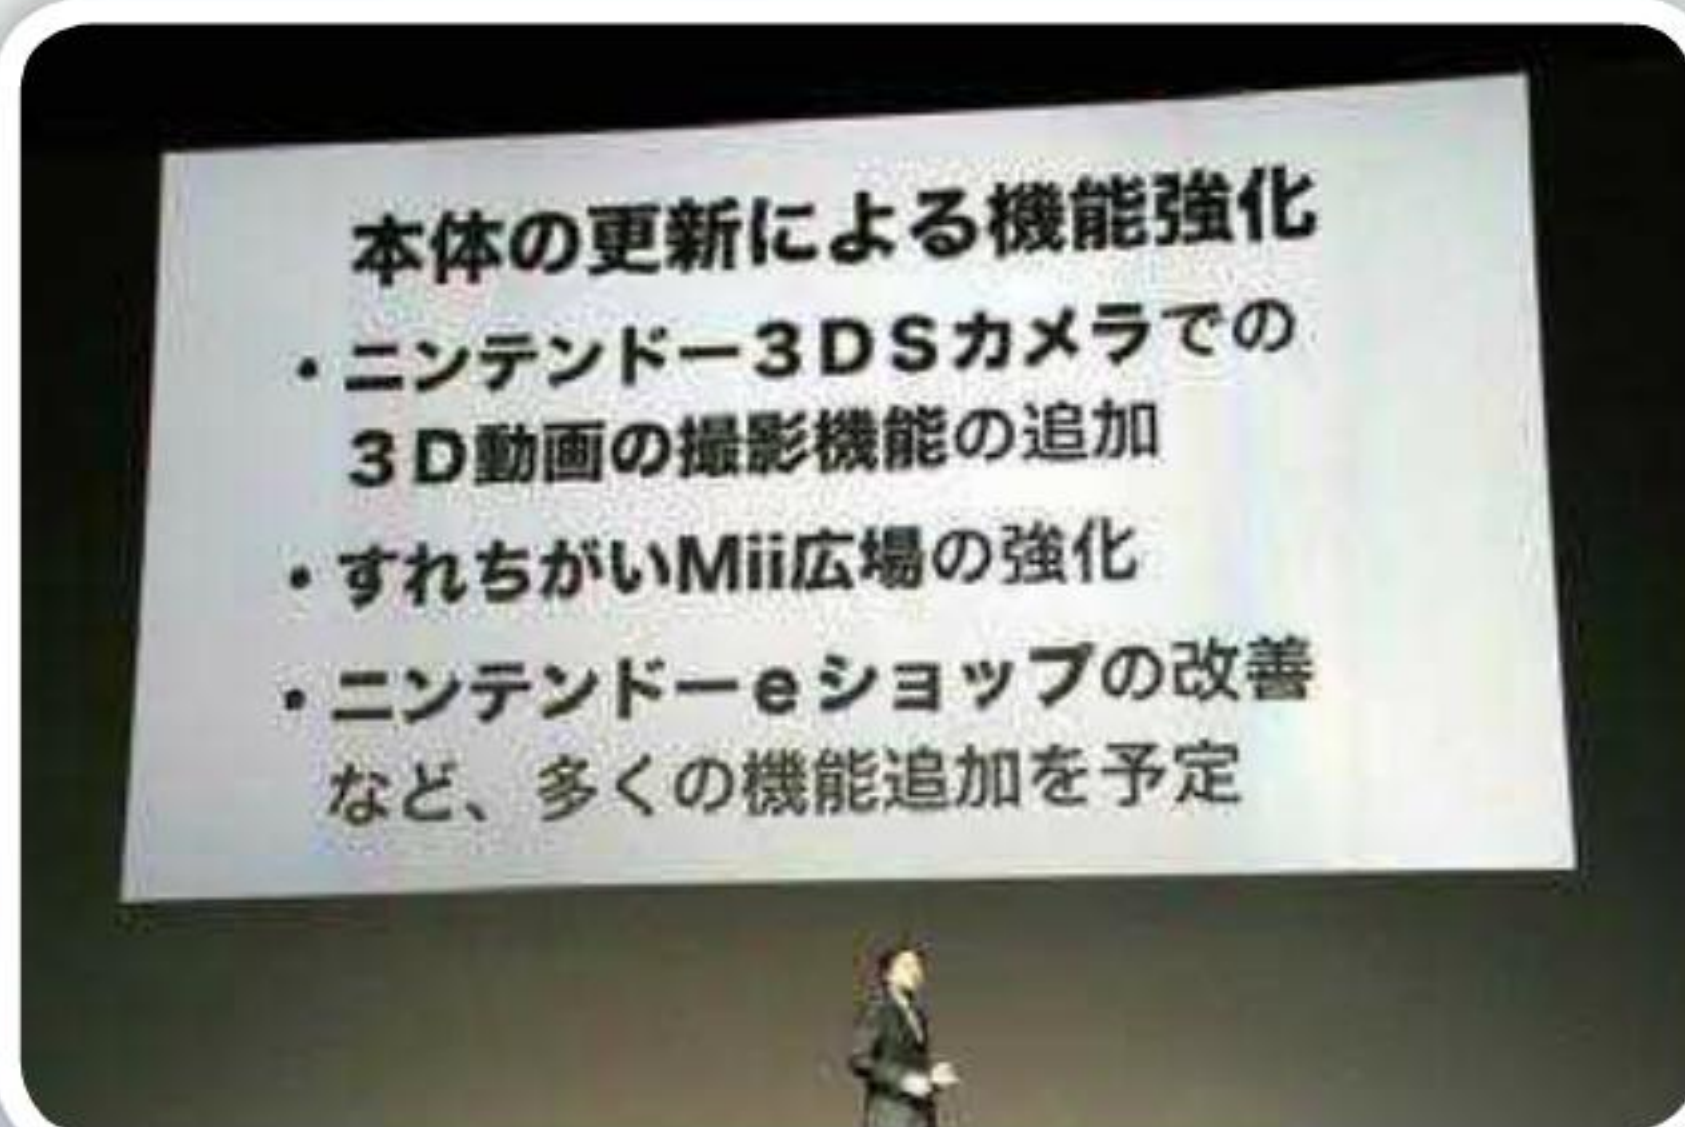 本体の更新による機能強化
・ニンテンドー3DSカメラでの
3D動画の撮影機能の追加
・すれちがいMii広場の強化
・ニンテンドーeショップの改善
など、多くの機能追加を予定